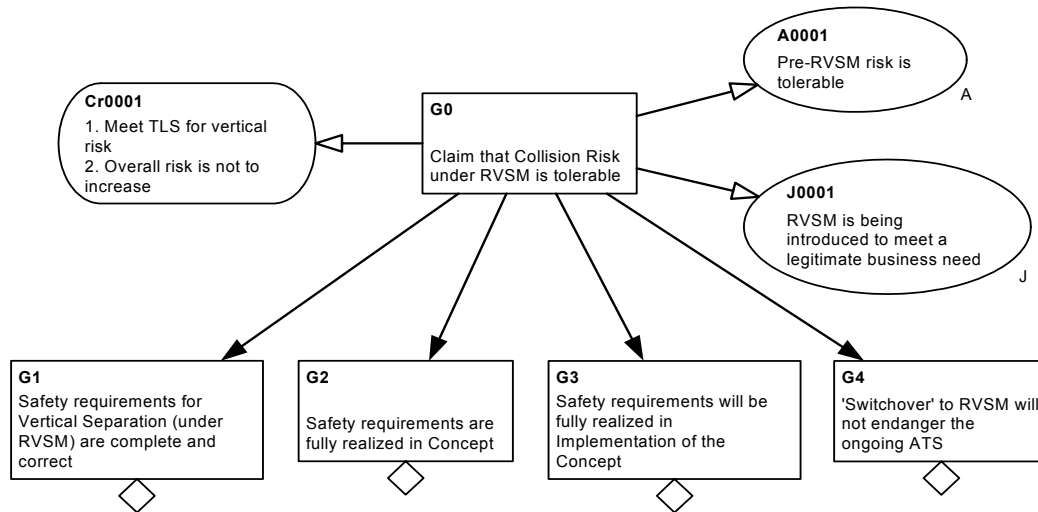 A0001
Pre-RVSM risk is
tolerable
A
Cr0001
1. Meet TLS for vertical
risk
2. Overall risk is not to
increase
G0
Claim that Collision Risk
under RVSM is tolerable
J0001
RVSM is being
introduced to meet a
legitimate business need
J
G1
Safety requirements for
Vertical Separation (under
RVSM) are complete and
correct
G2
Safety requirements are
fully realized in Concept
G3
Safety requirements will be
fully realized in
Implementation of the
Concept
G4
'Switchover' to RVSM will
not endanger the
ongoing ATS